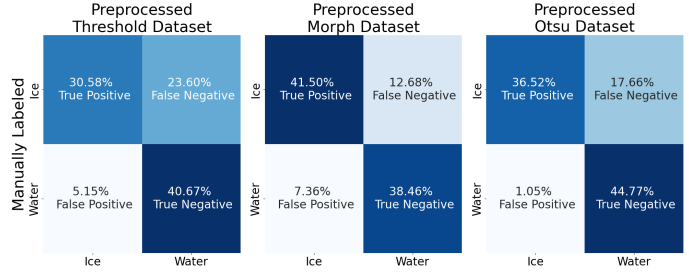 Preprocessed
Threshold Dataset
Preprocessed
Morph Dataset
Preprocessed
Otsu Dataset
Manually Labeled
Ice
30.58%
True Positive
23.60%
False Negative
Water
5.15%
False Positive
40.67%
True Negative
Ice
Water
Ice
41.50%
True Positive
12.68%
False Negative
Water
7.36%
False Positive
38.46%
True Negative
Ice
Water
Ice
36.52%
True Positive
17.66%
False Negative
Water
1.05%
False Positive
44.77%
True Negative
Ice
Water